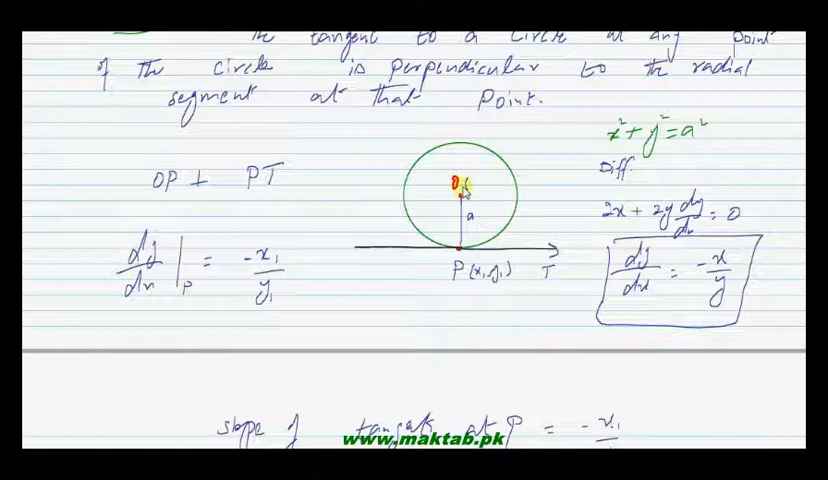 the tangent to a circle at any point
of the circle is perpendicular to the radial
segment at that point.
x² + y² = a²
Diff.
OP ⊥ PT
O
a
2x + 2y dy/dx = 0
dy/dx |P = -x₁/y₁
P(x₁, y₁) T
dy/dx = -x/y
slope of tangent at P = -x₁
www.maktab.pk